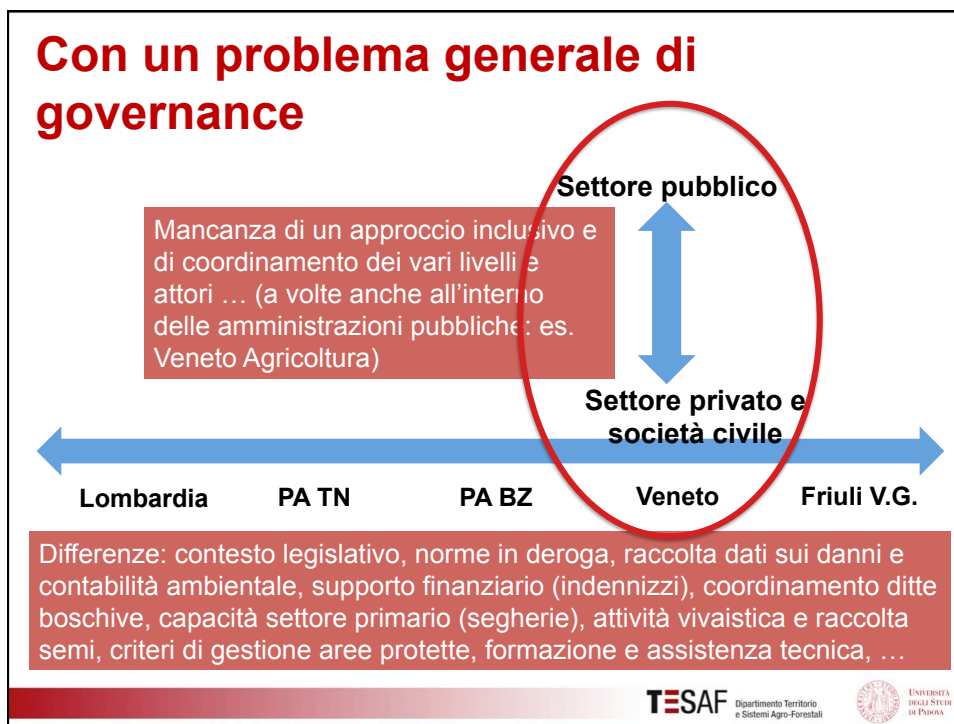 Con un problema generale di
governance
Settore pubblico
Mancanza di un approccio inclusivo e
di coordinamento dei vari livelli e
attori … (a volte anche all’interno
delle amministrazioni pubbliche: es.
Veneto Agricoltura)
Settore privato e
società civile
Lombardia PA TN PA BZ Veneto Friuli V.G.
Differenze: contesto legislativo, norme in deroga, raccolta dati sui danni e
contabilità ambientale, supporto finanziario (indennizzi), coordinamento ditte
boschive, capacità settore primario (segherie), attività vivaistica e raccolta
semi, criteri di gestione aree protette, formazione e assistenza tecnica, …
TESAF Dipartimento Territorio
e Sistemi Agro-Forestali
UNIVERSITÀ
DEGLI STUDI
DI PADOVA